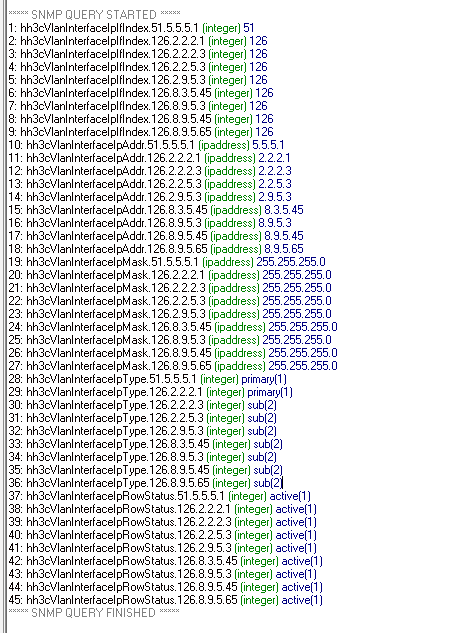 ***** SNMP QUERY STARTED *****
1: hh3cVlanInterfaceIpIfIndex.51.5.5.5.1 (integer) 51
2: hh3cVlanInterfaceIpIfIndex.126.2.2.2.1 (integer) 126
3: hh3cVlanInterfaceIpIfIndex.126.2.2.2.3 (integer) 126
4: hh3cVlanInterfaceIpIfIndex.126.2.2.5.3 (integer) 126
5: hh3cVlanInterfaceIpIfIndex.126.2.9.5.3 (integer) 126
6: hh3cVlanInterfaceIpIfIndex.126.8.3.5.45 (integer) 126
7: hh3cVlanInterfaceIpIfIndex.126.8.9.5.3 (integer) 126
8: hh3cVlanInterfaceIpIfIndex.126.8.9.5.45 (integer) 126
9: hh3cVlanInterfaceIpIfIndex.126.8.9.5.65 (integer) 126
10: hh3cVlanInterfaceIpAddr.51.5.5.5.1 (ipaddress) 5.5.5.1
11: hh3cVlanInterfaceIpAddr.126.2.2.2.1 (ipaddress) 2.2.2.1
12: hh3cVlanInterfaceIpAddr.126.2.2.2.3 (ipaddress) 2.2.2.3
13: hh3cVlanInterfaceIpAddr.126.2.2.5.3 (ipaddress) 2.2.5.3
14: hh3cVlanInterfaceIpAddr.126.2.9.5.3 (ipaddress) 2.9.5.3
15: hh3cVlanInterfaceIpAddr.126.8.3.5.45 (ipaddress) 8.3.5.45
16: hh3cVlanInterfaceIpAddr.126.8.9.5.3 (ipaddress) 8.9.5.3
17: hh3cVlanInterfaceIpAddr.126.8.9.5.45 (ipaddress) 8.9.5.45
18: hh3cVlanInterfaceIpAddr.126.8.9.5.65 (ipaddress) 8.9.5.65
19: hh3cVlanInterfaceIpMask.51.5.5.5.1 (ipaddress) 255.255.255.0
20: hh3cVlanInterfaceIpMask.126.2.2.2.1 (ipaddress) 255.255.255.0
21: hh3cVlanInterfaceIpMask.126.2.2.2.3 (ipaddress) 255.255.255.0
22: hh3cVlanInterfaceIpMask.126.2.2.5.3 (ipaddress) 255.255.255.0
23: hh3cVlanInterfaceIpMask.126.2.9.5.3 (ipaddress) 255.255.255.0
24: hh3cVlanInterfaceIpMask.126.8.3.5.45 (ipaddress) 255.255.255.0
25: hh3cVlanInterfaceIpMask.126.8.9.5.3 (ipaddress) 255.255.255.0
26: hh3cVlanInterfaceIpMask.126.8.9.5.45 (ipaddress) 255.255.255.0
27: hh3cVlanInterfaceIpMask.126.8.9.5.65 (ipaddress) 255.255.255.0
28: hh3cVlanInterfaceIpType.51.5.5.5.1 (integer) primary(1)
29: hh3cVlanInterfaceIpType.126.2.2.2.1 (integer) primary(1)
30: hh3cVlanInterfaceIpType.126.2.2.2.3 (integer) sub(2)
31: hh3cVlanInterfaceIpType.126.2.2.5.3 (integer) sub(2)
32: hh3cVlanInterfaceIpType.126.2.9.5.3 (integer) sub(2)
33: hh3cVlanInterfaceIpType.126.8.3.5.45 (integer) sub(2)
34: hh3cVlanInterfaceIpType.126.8.9.5.3 (integer) sub(2)
35: hh3cVlanInterfaceIpType.126.8.9.5.45 (integer) sub(2)
36: hh3cVlanInterfaceIpType.126.8.9.5.65 (integer) sub(2)
37: hh3cVlanInterfaceIpRowStatus.51.5.5.5.1 (integer) active(1)
38: hh3cVlanInterfaceIpRowStatus.126.2.2.2.1 (integer) active(1)
39: hh3cVlanInterfaceIpRowStatus.126.2.2.2.3 (integer) active(1)
40: hh3cVlanInterfaceIpRowStatus.126.2.2.5.3 (integer) active(1)
41: hh3cVlanInterfaceIpRowStatus.126.2.9.5.3 (integer) active(1)
42: hh3cVlanInterfaceIpRowStatus.126.8.3.5.45 (integer) active(1)
43: hh3cVlanInterfaceIpRowStatus.126.8.9.5.3 (integer) active(1)
44: hh3cVlanInterfaceIpRowStatus.126.8.9.5.45 (integer) active(1)
45: hh3cVlanInterfaceIpRowStatus.126.8.9.5.65 (integer) active(1)
***** SNMP QUERY FINISHED *****